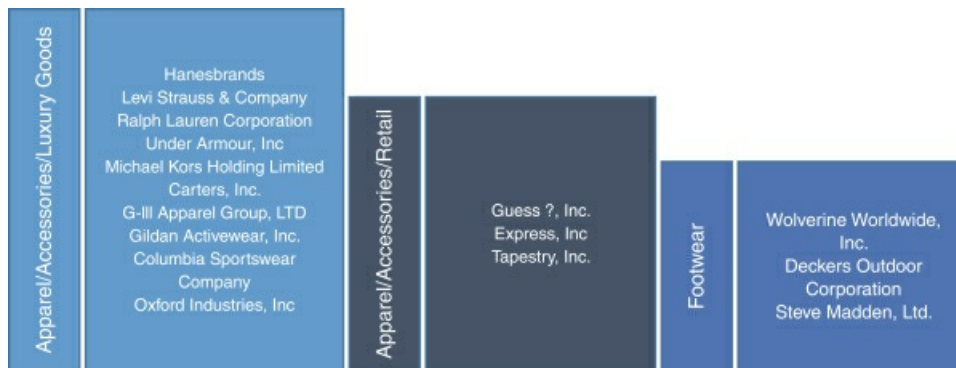 Apparel/Accessories/Luxury Goods
Hanesbrands
Levi Strauss & Company
Ralph Lauren Corporation
Under Armour, Inc
Michael Kors Holding Limited
Carters, Inc.
G-III Apparel Group, LTD
Gildan Activewear, Inc.
Columbia Sportswear
Company
Oxford Industries, Inc
Apparel/Accessories/Retail
Guess ?, Inc.
Express, Inc
Tapestry, Inc.
Footwear
Wolverine Worldwide,
Inc.
Deckers Outdoor
Corporation
Steve Madden, Ltd.